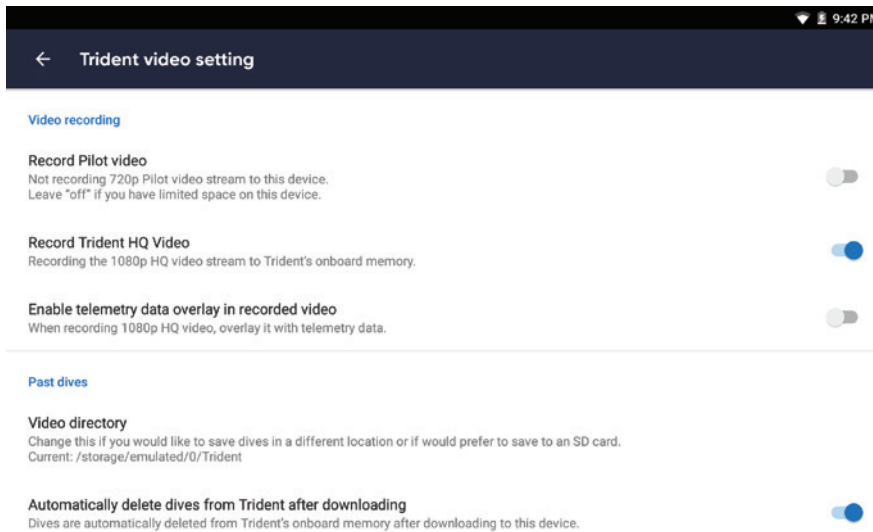 9:42 PM
Trident video setting
Video recording
Record Pilot video
Not recording 720p Pilot video stream to this device.
Leave "off" if you have limited space on this device.
Record Trident HQ Video
Recording the 1080p HQ video stream to Trident's onboard memory.
Enable telemetry data overlay in recorded video
When recording 1080p HQ video, overlay it with telemetry data.
Past dives
Video directory
Change this if you would like to save dives in a different location or if would prefer to save to an SD card.
Current: /storage/emulated/0/Trident
Automatically delete dives from Trident after downloading
Dives are automatically deleted from Trident's onboard memory after downloading to this device.